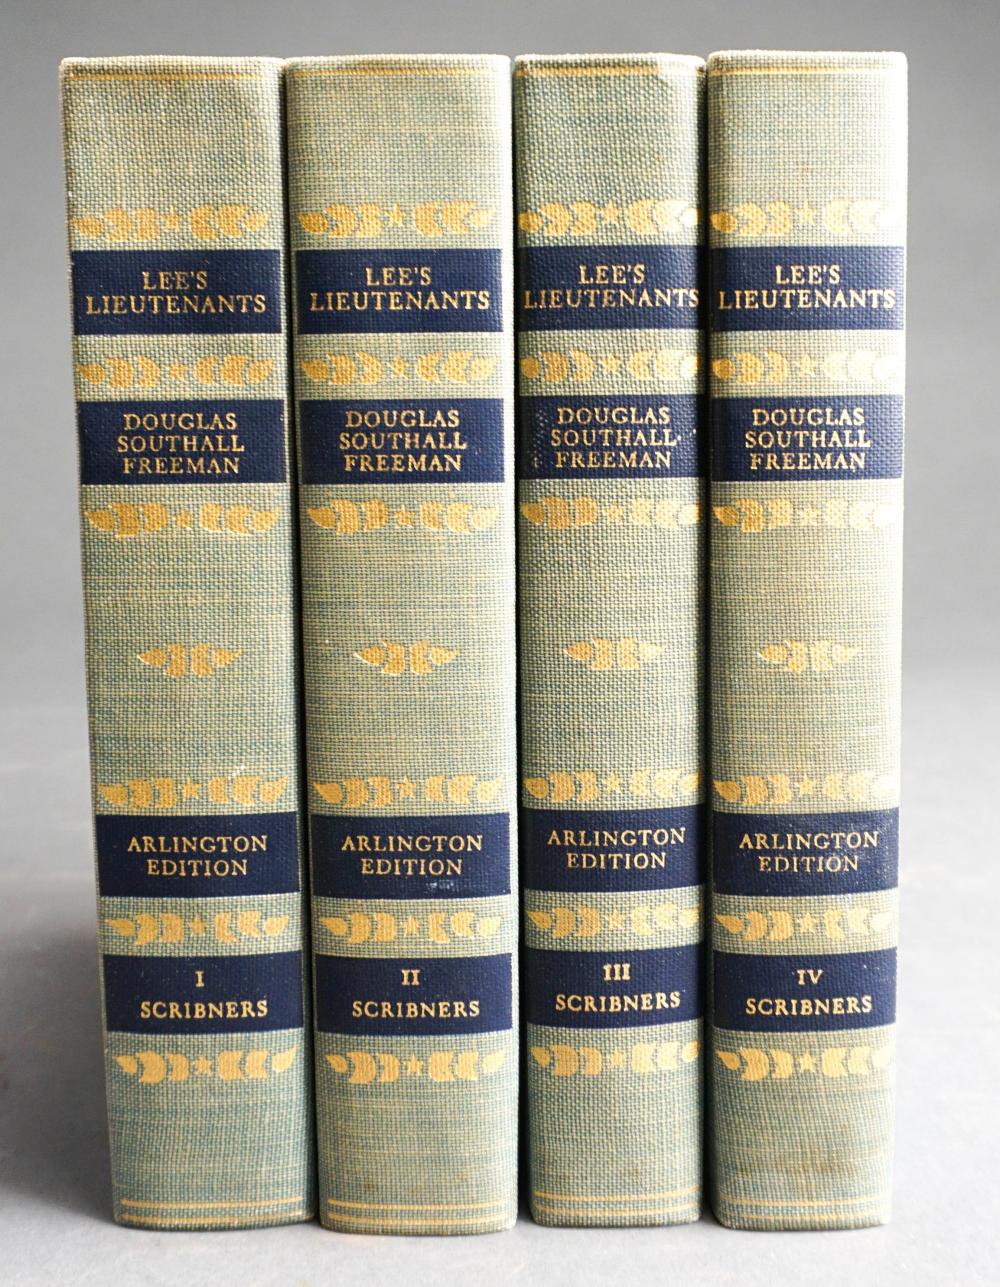 LEE'S
LIEUTENANTS
DOUGLAS
SOUTHALL
FREEMAN
ARLINGTON
EDITION
I
SCRIBNERS
LEE'S
LIEUTENANTS
DOUGLAS
SOUTHALL
FREEMAN
ARLINGTON
EDITION
II
SCRIBNERS
LEE'S
LIEUTENANTS
DOUGLAS
SOUTHALL
FREEMAN
ARLINGTON
EDITION
III
SCRIBNERS
LEE'S
LIEUTENANTS
DOUGLAS
SOUTHALL
FREEMAN
ARLINGTON
EDITION
IV
SCRIBNERS